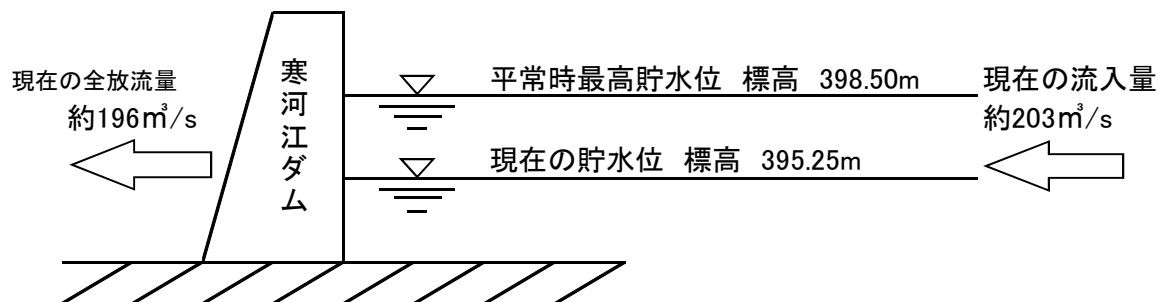 現在の全放流量
約196㎥/s
寒河江ダム
平常時最高貯水位 標高 398.50m
現在の貯水位 標高 395.25m
現在の流入量
約203㎥/s